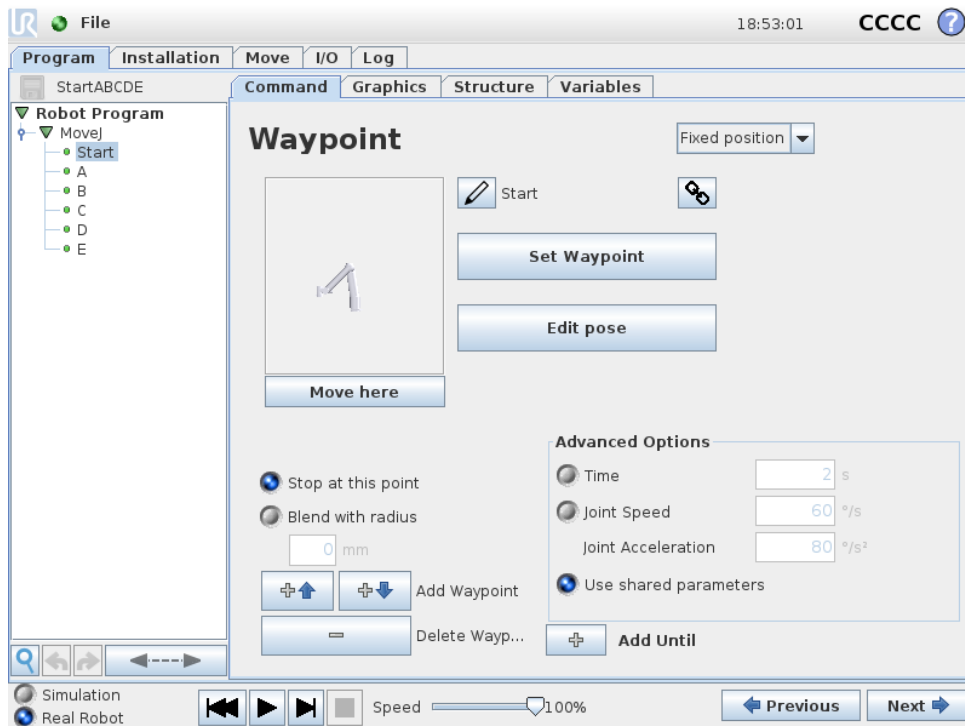 UR File 18:53:01 CCCC ?
Program Installation Move I/O Log
StartABCDE Command Graphics Structure Variables
Robot Program
MoveJ
Start
A
B
C
D
E
Waypoint Fixed position
Start
Set Waypoint
Edit pose
Move here
Advanced Options
Time 2 s
Joint Speed 60 °/s
Joint Acceleration 80 °/s²
Use shared parameters
Stop at this point
Blend with radius
0 mm
Add Waypoint
Delete Wayp...
Add Until
Simulation
Real Robot
Speed 100% Previous Next